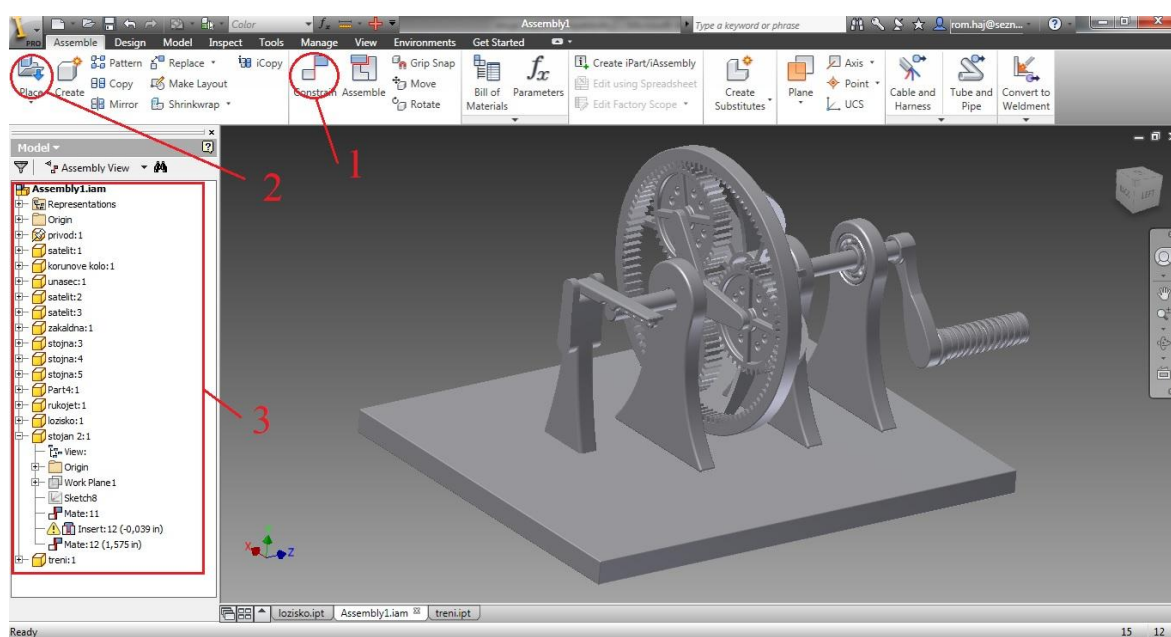 Color
Assembly1
Type a keyword or phrase
rom.haj@sezn...
PRO
Assemble Design Model Inspect Tools Manage View Environments Get Started
Place
Create
Pattern
Copy
Mirror
Replace
Make Layout
Shrinkwrap
iCopy
Constrain
Assemble
Grip Snap
Move
Rotate
Bill of Materials
Parameters
Create iPart/iAssembly
Edit using Spreadsheet
Edit Factory Scope
Create Substitutes
Plane
Axis
Point
UCS
Cable and Harness
Tube and Pipe
Convert to Weldment
1
2
3
Model
Assembly View
Assembly1.iam
Representations
Origin
privod:1
satelit:1
korunove kolo:1
unasec:1
satelit:2
satelit:3
zakaldna:1
stojna:3
stojna:4
stojna:5
Part4:1
rukojet:1
lozisko:1
stojan 2:1
View:
Origin
Work Plane1
Sketch8
Mate:11
Insert:12 (-0,039 in)
Mate:12 (1,575 in)
treni:1
X Z
lozisko.ipt Assembly1.iam treni.ipt
Ready
15 12